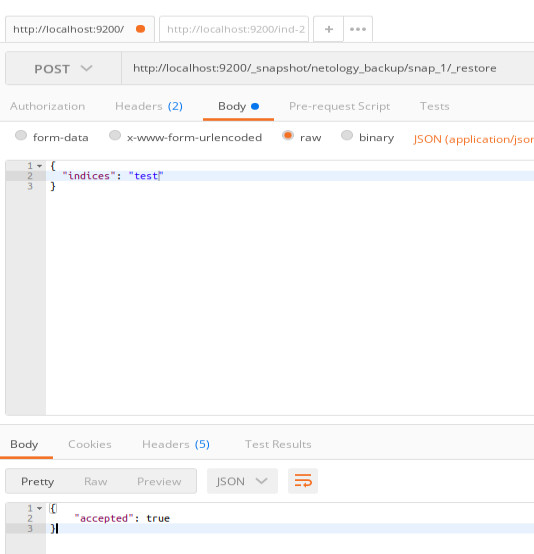 http://localhost:9200/ http://localhost:9200/ind-2 + •••
POST http://localhost:9200/_snapshot/netology_backup/snap_1/_restore
Authorization Headers (2) Body Pre-request Script Tests
form-data x-www-form-urlencoded raw binary JSON (application/json
1 {
2 "indices": "test"
3 }
Body Cookies Headers (5) Test Results
Pretty Raw Preview JSON
1 {
2 "accepted": true
3 }